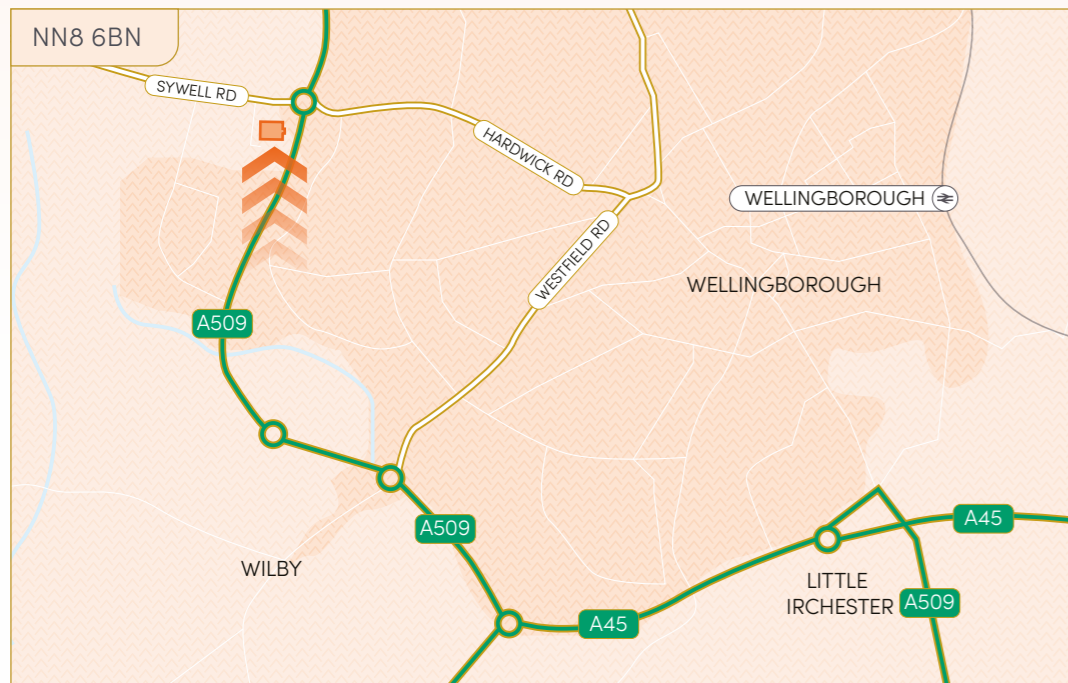 NN8 6BN
SYWELL RD
HARDWICK RD
WELLINGBOROUGH
WESTFIELD RD
WELLINGBOROUGH
A509
A509
A45
WILBY
LITTLE
IRCHESTER
A509
A45